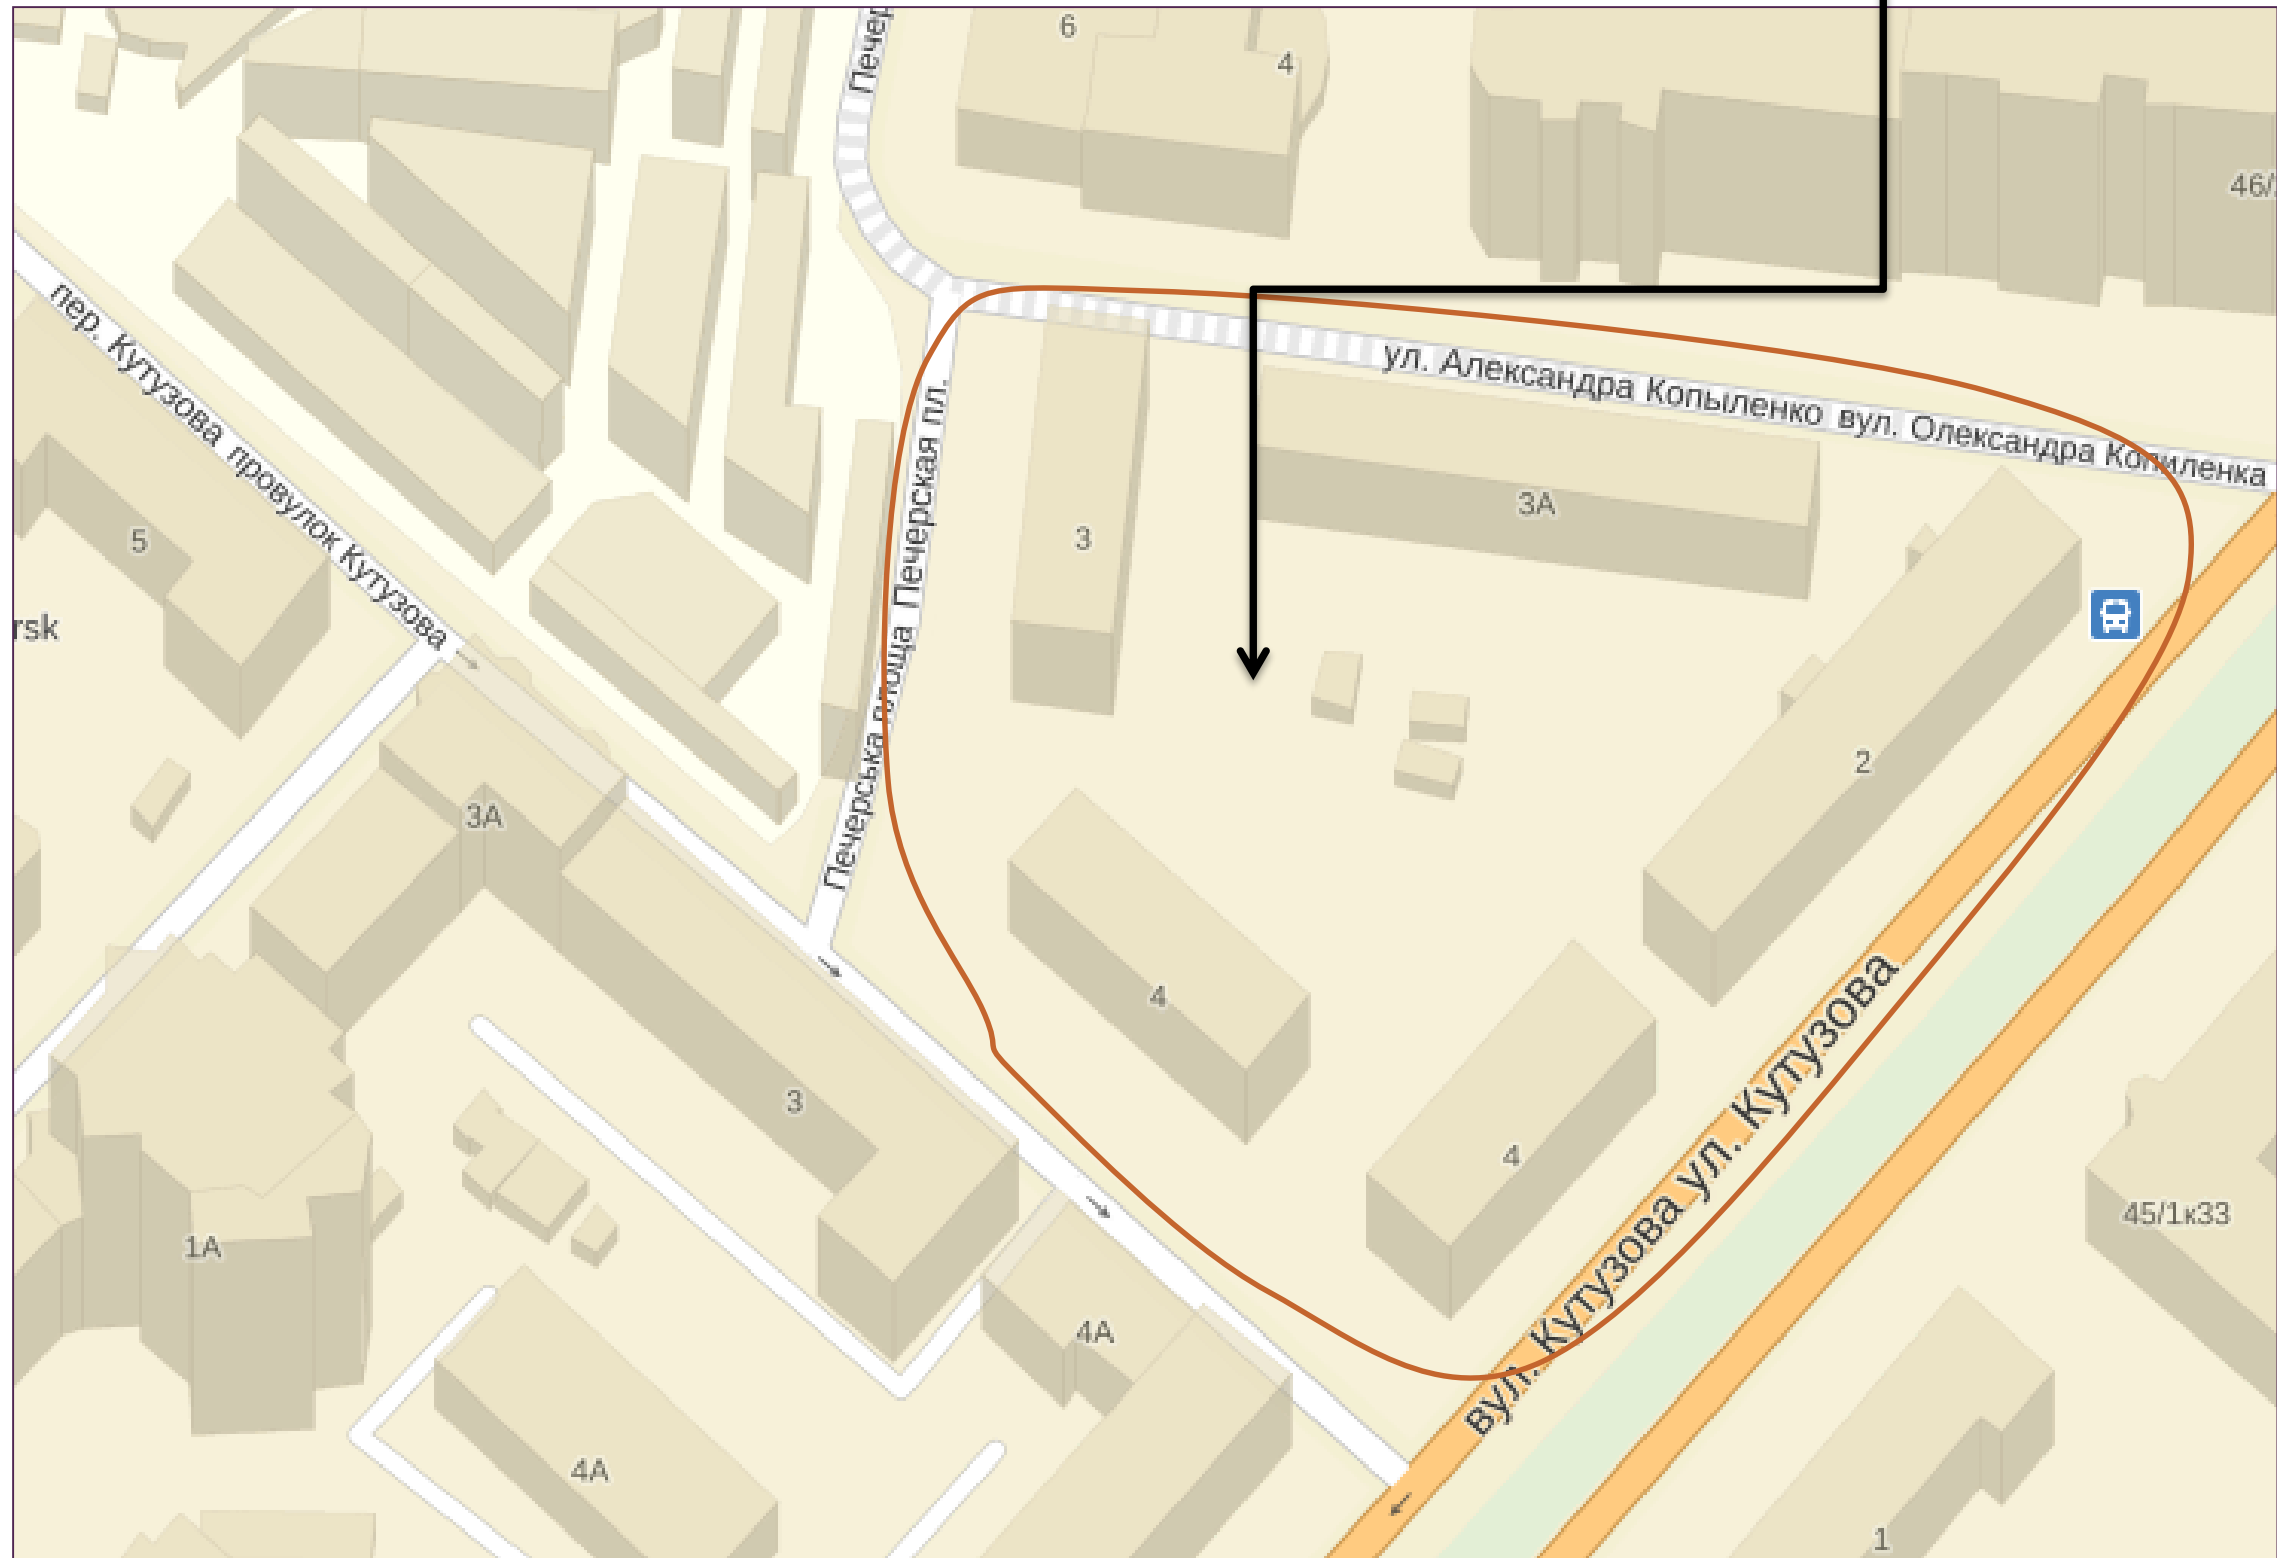 Печер
6
4
46/
пер. Кутузова провулок Кутузова
ул. Александра Копыленко вул. Олександра Копиленка
Печерська площа Печерская пл.
5
3
3А
rsk
2
3А
4
3
4
вул. Кутузова ул. Кутузова
1А
45/1к33
4А
4А
1